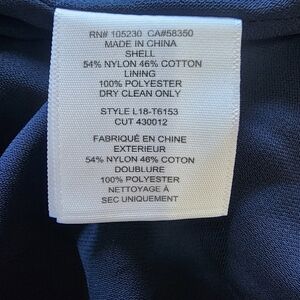 RN# 105230 CA#58350
MADE IN CHINA
SHELL
54% NYLON 46% COTTON
LINING
100% POLYESTER
DRY CLEAN ONLY
STYLE L18-T6153
CUT 430012
FABRIQUÉ EN CHINE
EXTERIEUR
54% NYLON 46% COTON
DOUBLURE
100% POLYESTER
NETTOYAGE À
SEC UNIQUEMENT